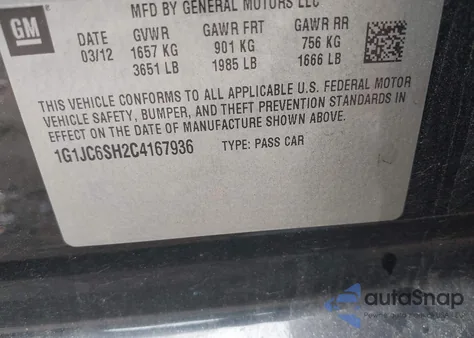 MFD BY GENERAL MOTORS LLC
GM
DATE GVWR GAWR FRT GAWR RR
03/12 1657 KG 901 KG 756 KG
3651 LB 1985 LB 1666 LB
THIS VEHICLE CONFORMS TO ALL APPLICABLE U.S. FEDERAL MOTOR
VEHICLE SAFETY, BUMPER, AND THEFT PREVENTION STANDARDS IN
EFFECT ON THE DATE OF MANUFACTURE SHOWN ABOVE.
1G1JC6SH2C4167936 TYPE: PASS CAR
autoSnap